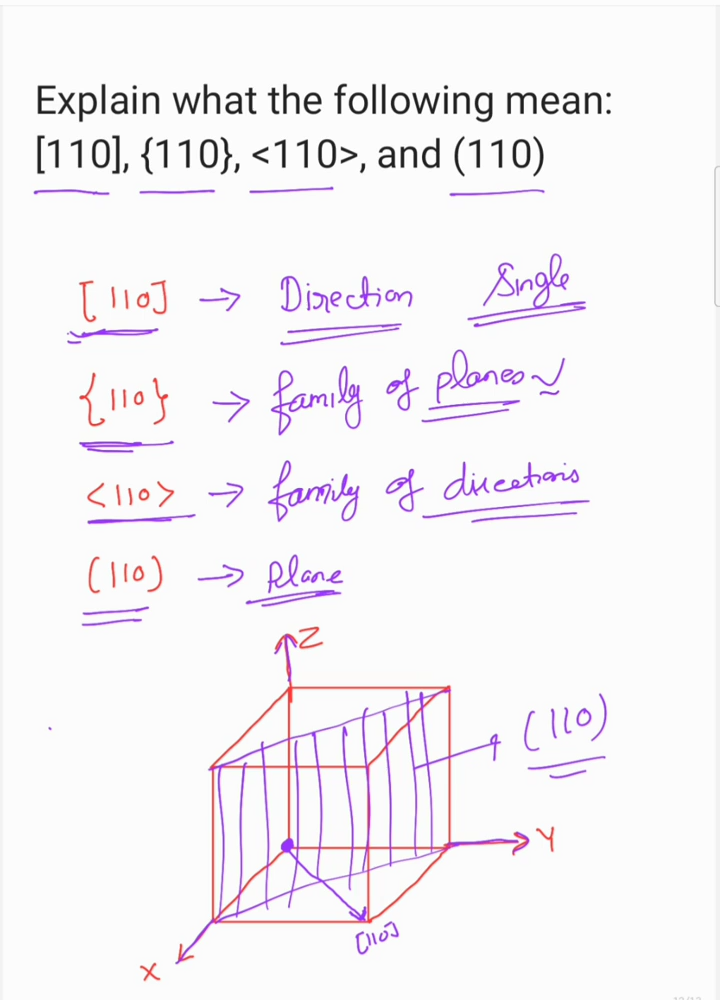 Explain what the following mean:
[110], {110}, <110>, and (110)
[110] → Direction Single
{110} → family of planes
<110> → family of directions
(110) → Plane
Z
(110)
Y
[110]
X